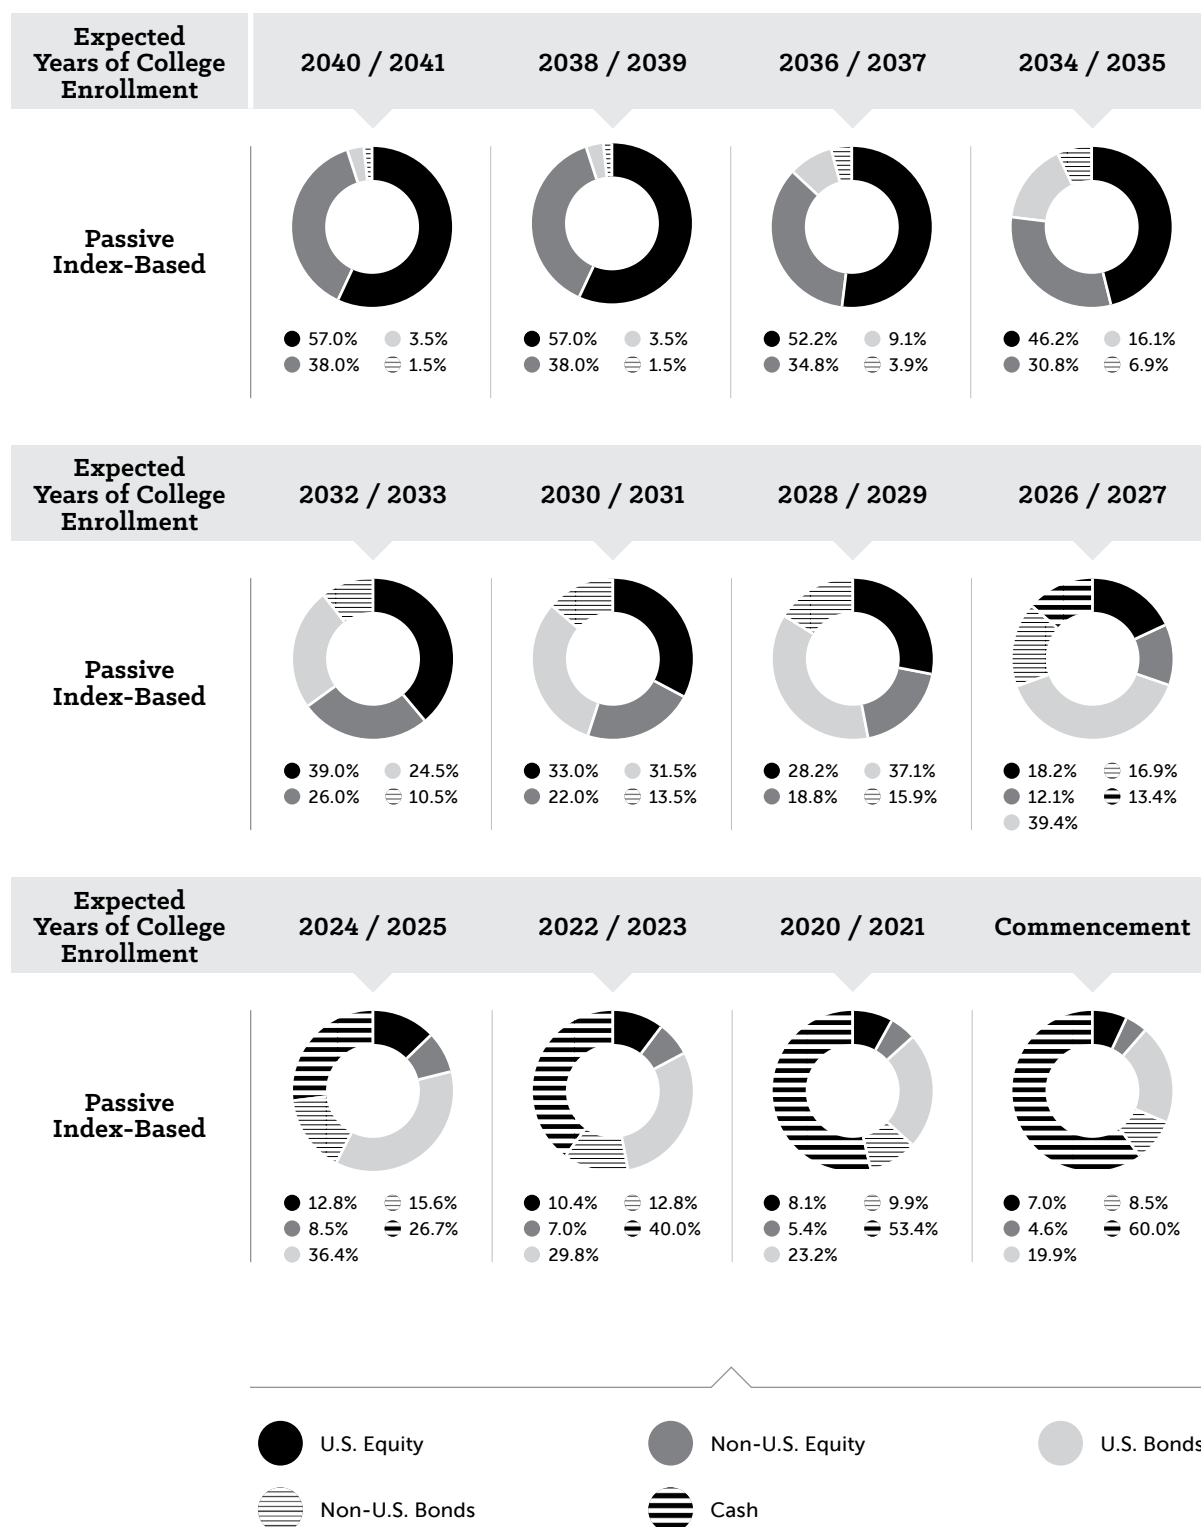 Expected
Years of College
Enrollment
2040 / 2041
2038 / 2039
2036 / 2037
2034 / 2035
Passive
Index-Based
57.0% 3.5%
38.0% 1.5%
57.0% 3.5%
38.0% 1.5%
52.2% 9.1%
34.8% 3.9%
46.2% 16.1%
30.8% 6.9%
Expected
Years of College
Enrollment
2032 / 2033
2030 / 2031
2028 / 2029
2026 / 2027
Passive
Index-Based
39.0% 24.5%
26.0% 10.5%
33.0% 31.5%
22.0% 13.5%
28.2% 37.1%
18.8% 15.9%
18.2% 16.9%
12.1% 13.4%
39.4%
Expected
Years of College
Enrollment
2024 / 2025
2022 / 2023
2020 / 2021
Commencement
Passive
Index-Based
12.8% 15.6%
8.5% 26.7%
36.4%
10.4% 12.8%
7.0% 40.0%
29.8%
8.1% 9.9%
5.4% 53.4%
23.2%
7.0% 8.5%
4.6% 60.0%
19.9%
U.S. Equity
Non-U.S. Equity
U.S. Bonds
Non-U.S. Bonds
Cash